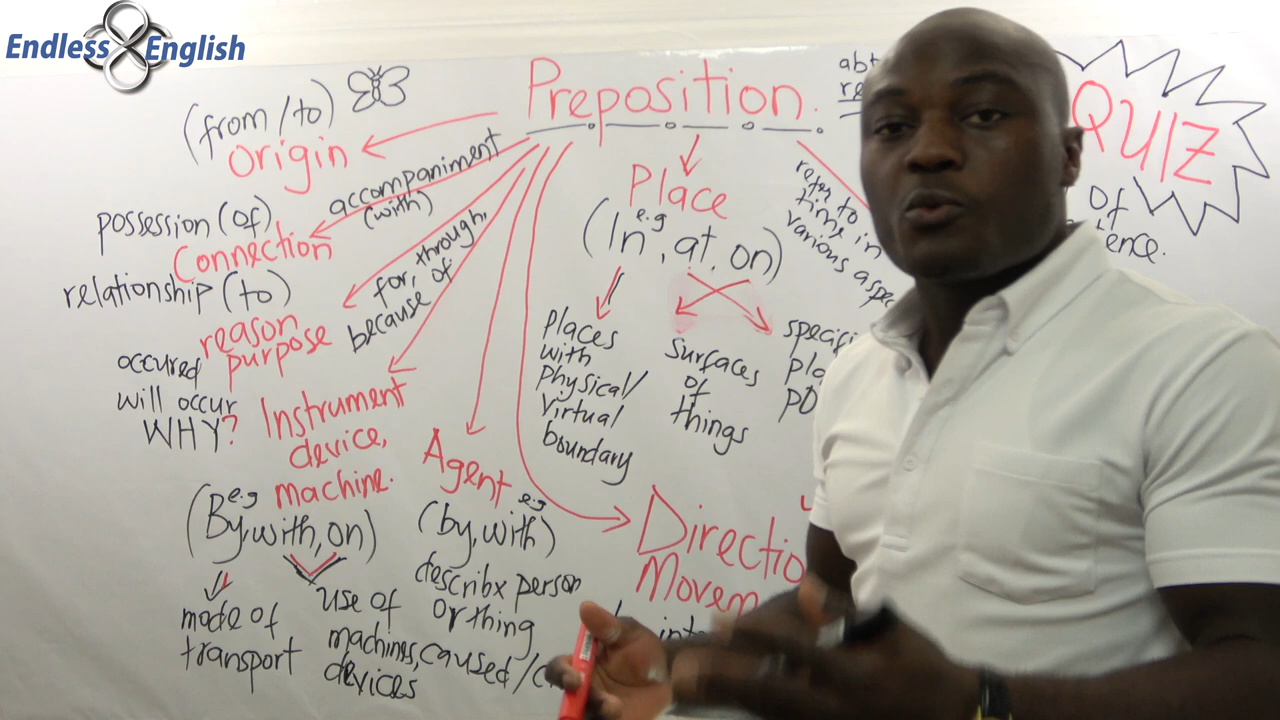 Endless English
Preposition.
QUIZ
(from/to)
origin
accompaniment
(with)
possession (of)
Connection
relationship (to)
for, through,
because of
reason
purpose
occured
will occur
WHY?
Instrument
device,
machine.
e.g
(By, with, on)
mode of
transport
use of
machines,
devices
Agent
e.g
(by, with)
describx person
or thing
caused/
Place
e.g
(In, at, on)
places
with
physical/
virtual
boundary
surfaces
of
things
refer to
time in
various
of